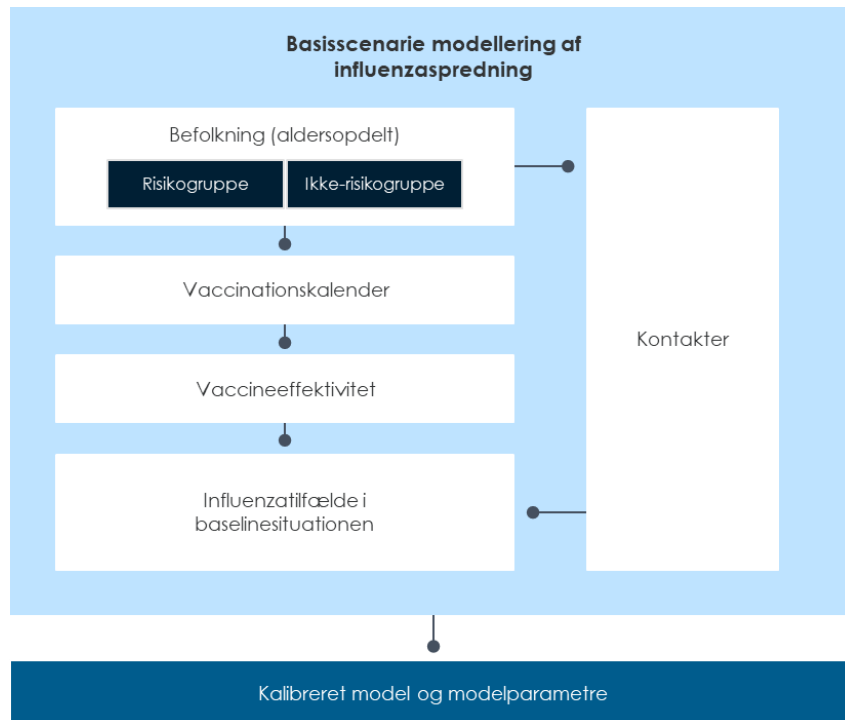 Basisscenarie modellering af
influenzaspredning
Befolkning (aldersopdelt)
Risikogruppe
Ikke-risikogruppe
Vaccinationskalender
Vaccineeffektivitet
Influenzatilfælde i
baselinesituationen
Kontakter
Kalibreret model og modelparametre